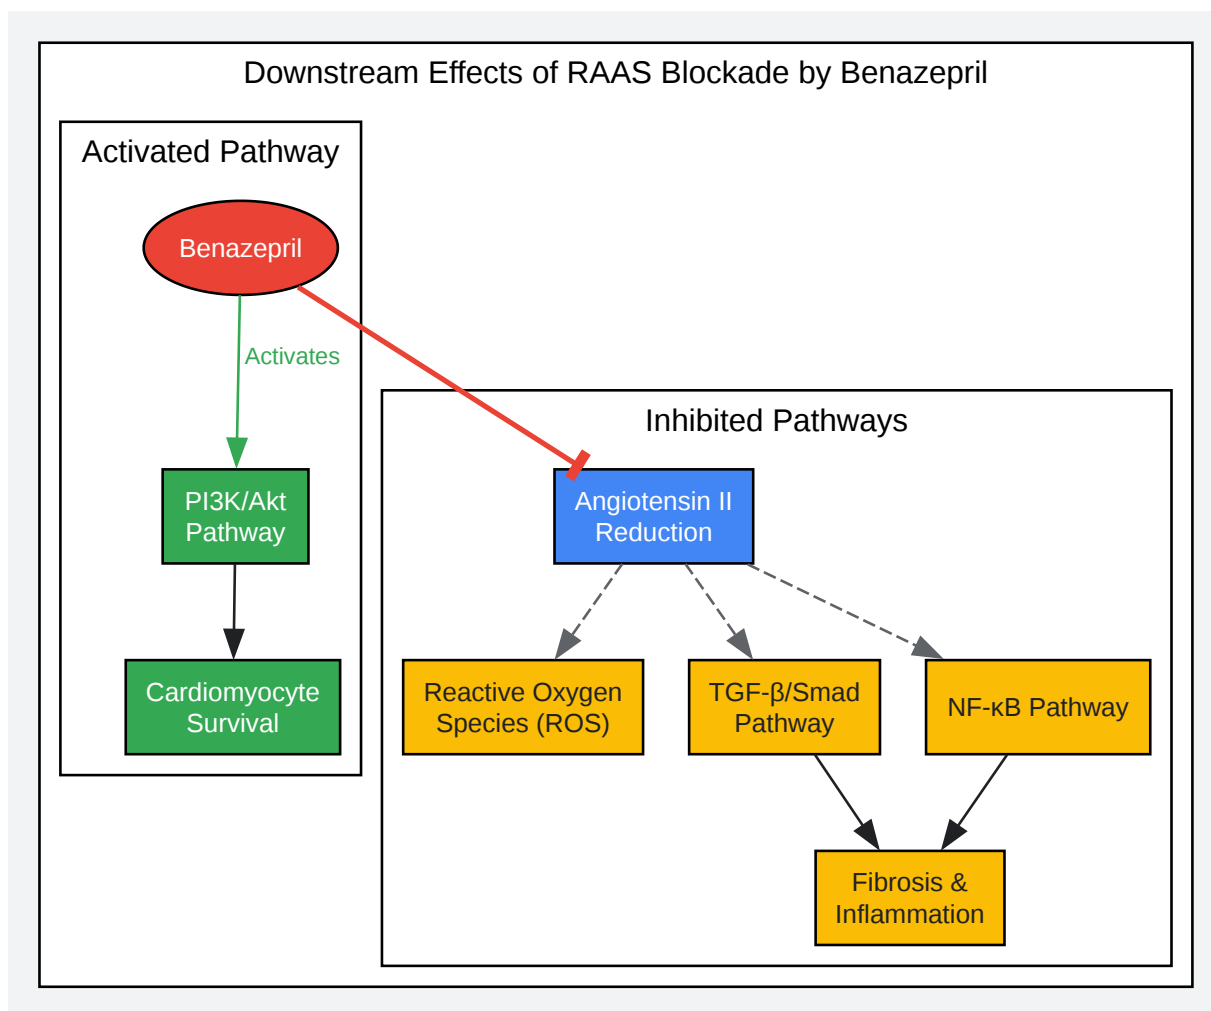 Downstream Effects of RAAS Blockade by Benazepril
Activated Pathway
Benazepril
Activates
PI3K/Akt
Pathway
Cardiomyocyte
Survival
Inhibited Pathways
Angiotensin II
Reduction
Reactive Oxygen
Species (ROS)
TGF-β/Smad
Pathway
NF-κB Pathway
Fibrosis &
Inflammation